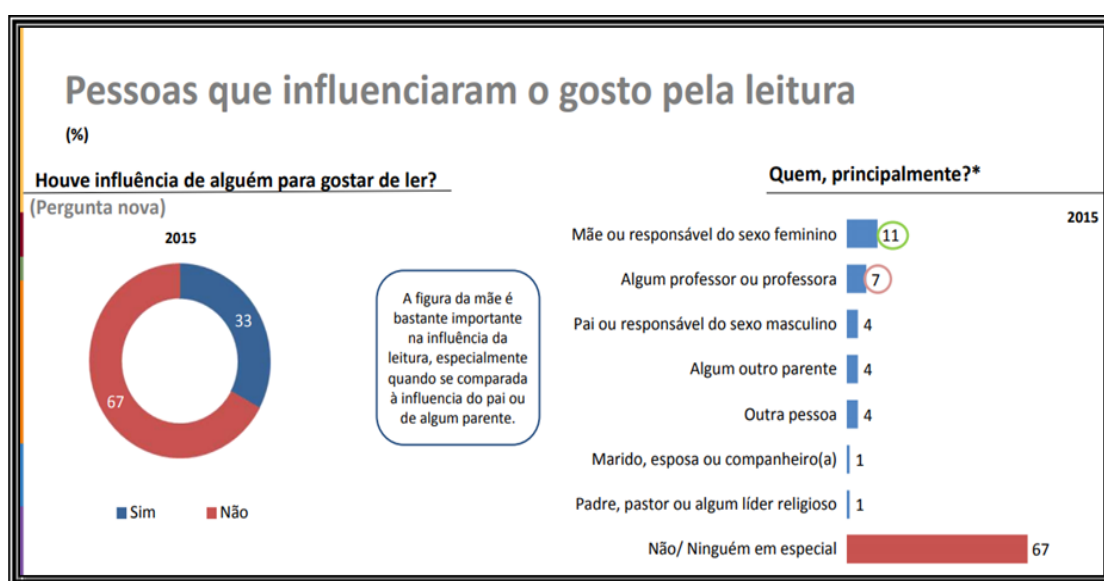 Pessoas que influenciaram o gosto pela leitura
(%)
Houve influência de alguém para gostar de ler?
(Pergunta nova)
2015
33
67
Sim
Não
A figura da mãe é
bastante importante
na influência da
leitura, especialmente
quando se comparada
à influencia do pai ou
de algum parente.
Quem, principalmente?*
2015
Mãe ou responsável do sexo feminino 11
Algum professor ou professora 7
Pai ou responsável do sexo masculino 4
Algum outro parente 4
Outra pessoa 4
Marido, esposa ou companheiro(a) 1
Padre, pastor ou algum líder religioso 1
Não/ Ninguém em especial 67